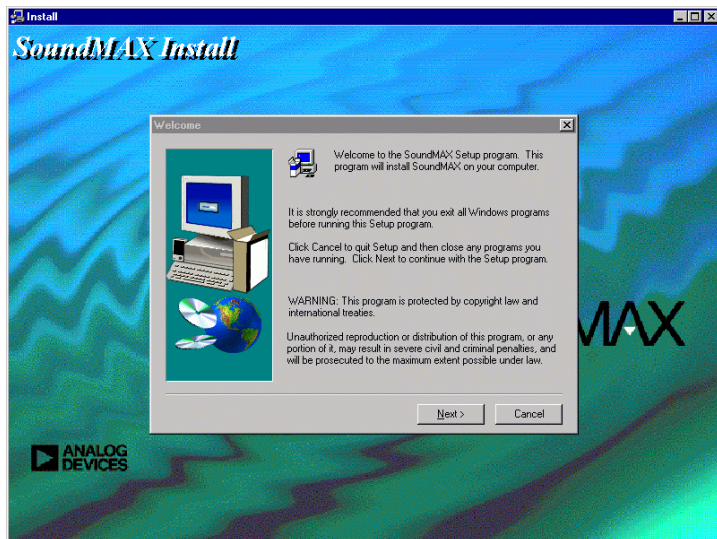 Install
SoundMAX Install
Welcome
Welcome to the SoundMAX Setup program. This
program will install SoundMAX on your computer.
It is strongly recommended that you exit all Windows programs
before running this Setup program.
Click Cancel to quit Setup and then close any programs you
have running. Click Next to continue with the Setup program.
WARNING: This program is protected by copyright law and
international treaties.
Unauthorized reproduction or distribution of this program, or any
portion of it, may result in severe civil and criminal penalties, and
will be prosecuted to the maximum extent possible under law.
MAX
Next >
Cancel
ANALOG
DEVICES